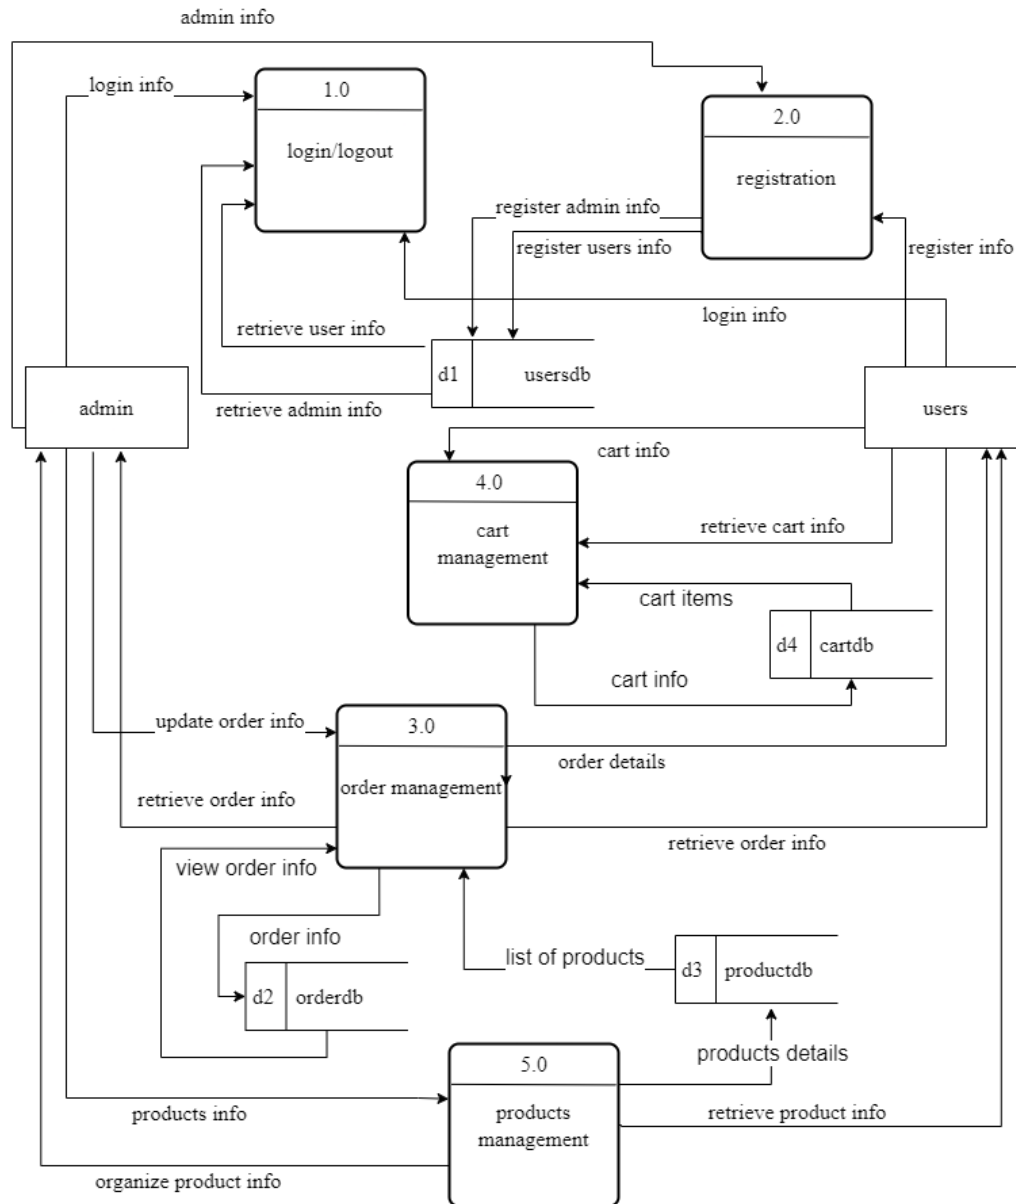 admin info
login info
1.0
login/logout
2.0
registration
register admin info
register users info
register info
login info
retrieve user info
d1
usersdb
retrieve admin info
admin
users
cart info
4.0
cart
management
retrieve cart info
cart items
d4
cartdb
cart info
update order info
3.0
order management
order details
retrieve order info
retrieve order info
view order info
order info
list of products
d3
productdb
d2
orderdb
products details
5.0
products
management
products info
retrieve product info
organize product info